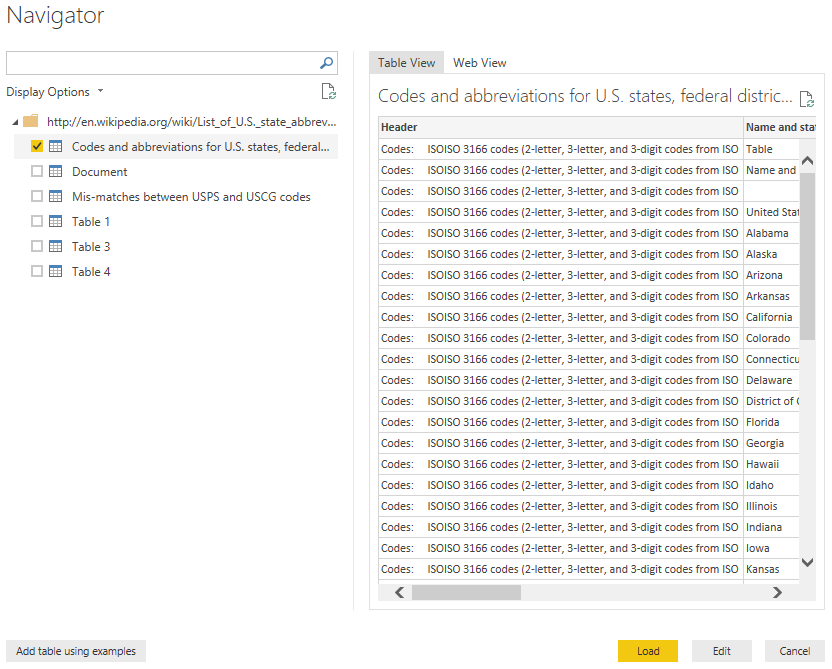 Navigator
Display Options
http://en.wikipedia.org/wiki/List_of_U.S._state_abbrev...
Codes and abbreviations for U.S. states, federal...
Document
Mis-matches between USPS and USCG codes
Table 1
Table 3
Table 4
Add table using examples
Table View Web View
Codes and abbreviations for U.S. states, federal distric...
Header Name and stat
Codes: ISOISO 3166 codes (2-letter, 3-letter, and 3-digit codes from ISO Table
Codes: ISOISO 3166 codes (2-letter, 3-letter, and 3-digit codes from ISO Name and
Codes: ISOISO 3166 codes (2-letter, 3-letter, and 3-digit codes from ISO
Codes: ISOISO 3166 codes (2-letter, 3-letter, and 3-digit codes from ISO United Stat
Codes: ISOISO 3166 codes (2-letter, 3-letter, and 3-digit codes from ISO Alabama
Codes: ISOISO 3166 codes (2-letter, 3-letter, and 3-digit codes from ISO Alaska
Codes: ISOISO 3166 codes (2-letter, 3-letter, and 3-digit codes from ISO Arizona
Codes: ISOISO 3166 codes (2-letter, 3-letter, and 3-digit codes from ISO Arkansas
Codes: ISOISO 3166 codes (2-letter, 3-letter, and 3-digit codes from ISO California
Codes: ISOISO 3166 codes (2-letter, 3-letter, and 3-digit codes from ISO Colorado
Codes: ISOISO 3166 codes (2-letter, 3-letter, and 3-digit codes from ISO Connecticu
Codes: ISOISO 3166 codes (2-letter, 3-letter, and 3-digit codes from ISO Delaware
Codes: ISOISO 3166 codes (2-letter, 3-letter, and 3-digit codes from ISO District of C
Codes: ISOISO 3166 codes (2-letter, 3-letter, and 3-digit codes from ISO Florida
Codes: ISOISO 3166 codes (2-letter, 3-letter, and 3-digit codes from ISO Georgia
Codes: ISOISO 3166 codes (2-letter, 3-letter, and 3-digit codes from ISO Hawaii
Codes: ISOISO 3166 codes (2-letter, 3-letter, and 3-digit codes from ISO Idaho
Codes: ISOISO 3166 codes (2-letter, 3-letter, and 3-digit codes from ISO Illinois
Codes: ISOISO 3166 codes (2-letter, 3-letter, and 3-digit codes from ISO Indiana
Codes: ISOISO 3166 codes (2-letter, 3-letter, and 3-digit codes from ISO Iowa
Codes: ISOISO 3166 codes (2-letter, 3-letter, and 3-digit codes from ISO Kansas
Load Edit Cancel